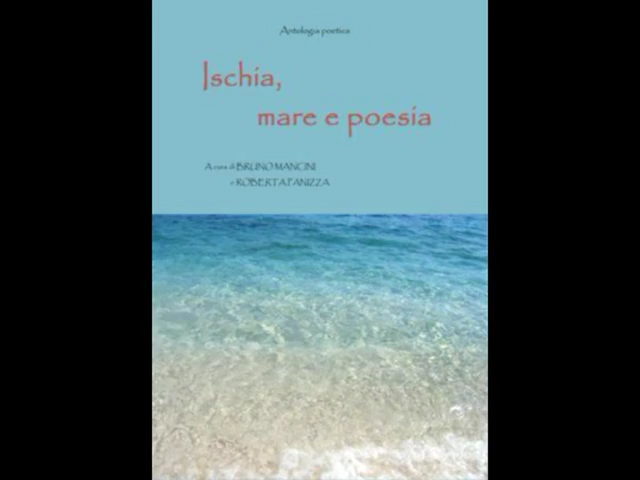 Antologia poetica
Ischia,
mare e poesia
A cura di BRUNO MANCINI
e ROBERTA PANIZZA